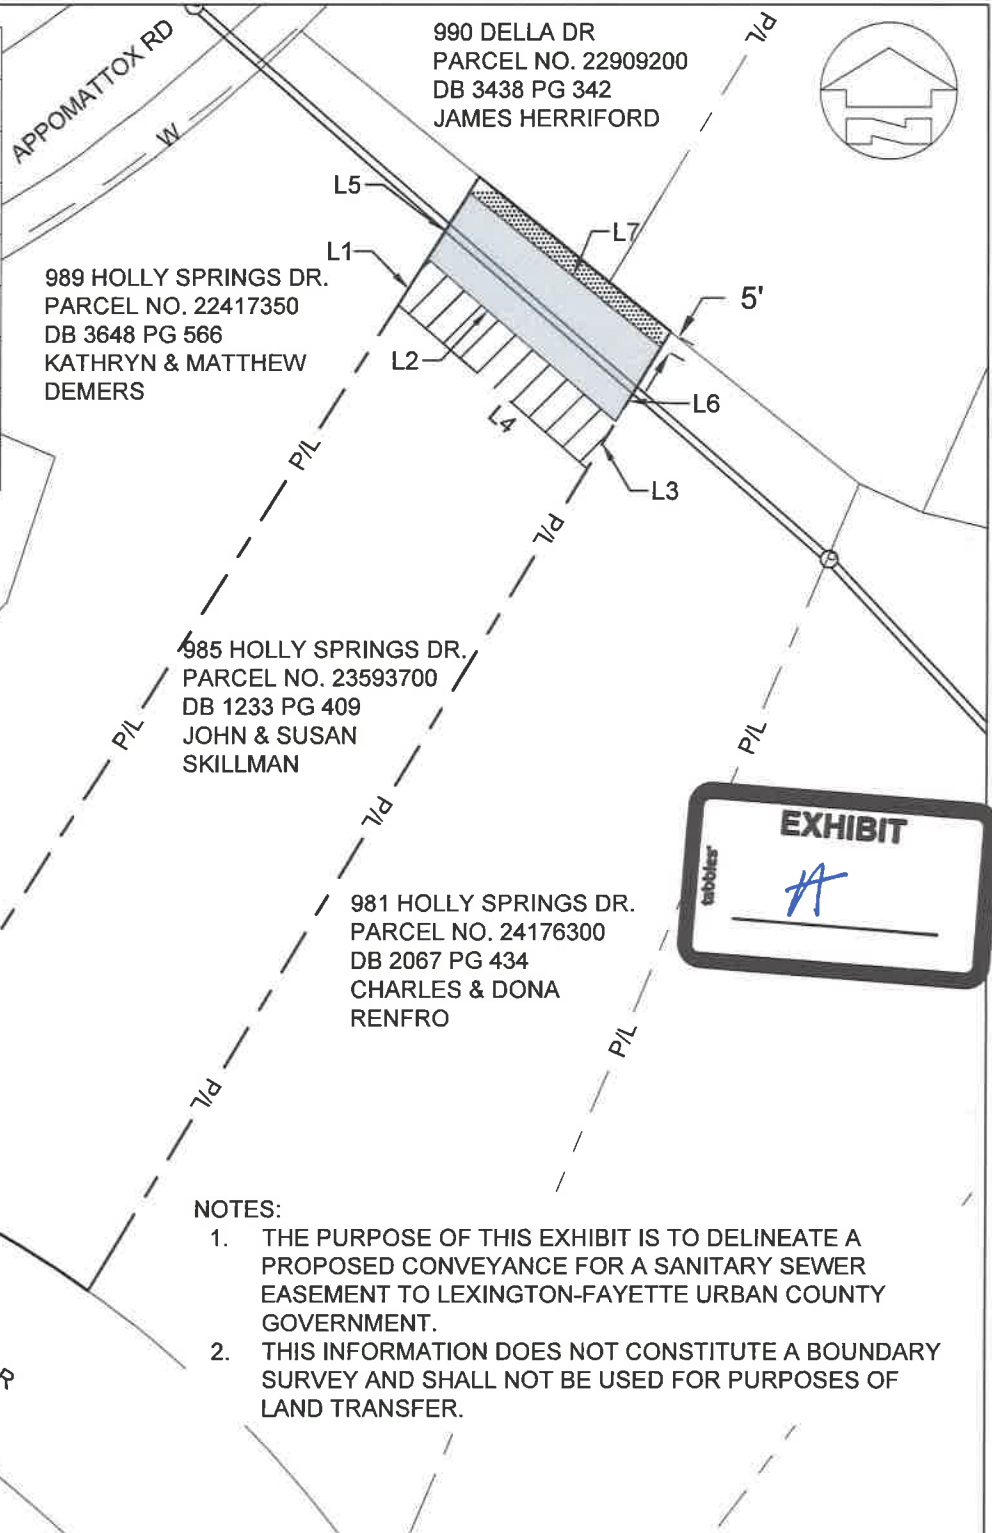 990 DELLA DR
PARCEL NO. 22909200
DB 3438 PG 342
JAMES HERRIFORD
P/L
APPOMATTOX RD
W
L5
L1
L7
5'
989 HOLLY SPRINGS DR.
PARCEL NO. 22417350
DB 3648 PG 566
KATHRYN & MATTHEW
DEMERS
L2
L6
L4
L3
P/L
P/L
985 HOLLY SPRINGS DR.
PARCEL NO. 23593700
DB 1233 PG 409
JOHN & SUSAN
SKILLMAN
P/L
P/L
P/L
EXHIBIT
tabbies'
A
981 HOLLY SPRINGS DR.
PARCEL NO. 24176300
DB 2067 PG 434
CHARLES & DONA
RENFRO
P/L
P/L
NOTES:
1. THE PURPOSE OF THIS EXHIBIT IS TO DELINEATE A
PROPOSED CONVEYANCE FOR A SANITARY SEWER
EASEMENT TO LEXINGTON-FAYETTE URBAN COUNTY
GOVERNMENT.
2. THIS INFORMATION DOES NOT CONSTITUTE A BOUNDARY
SURVEY AND SHALL NOT BE USED FOR PURPOSES OF
LAND TRANSFER.
R